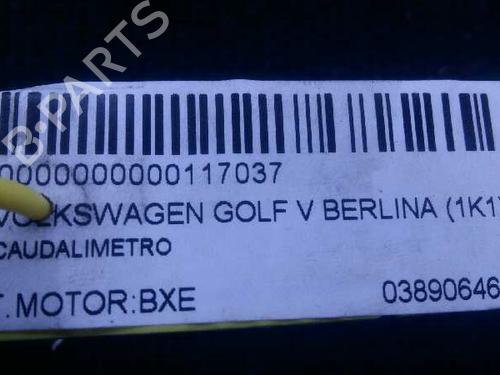 B-PARTS
0000000000117037
VOLKSWAGEN GOLF V BERLINA (1K1)
CAUDALIMETRO
T.MOTOR:BXE 03890646